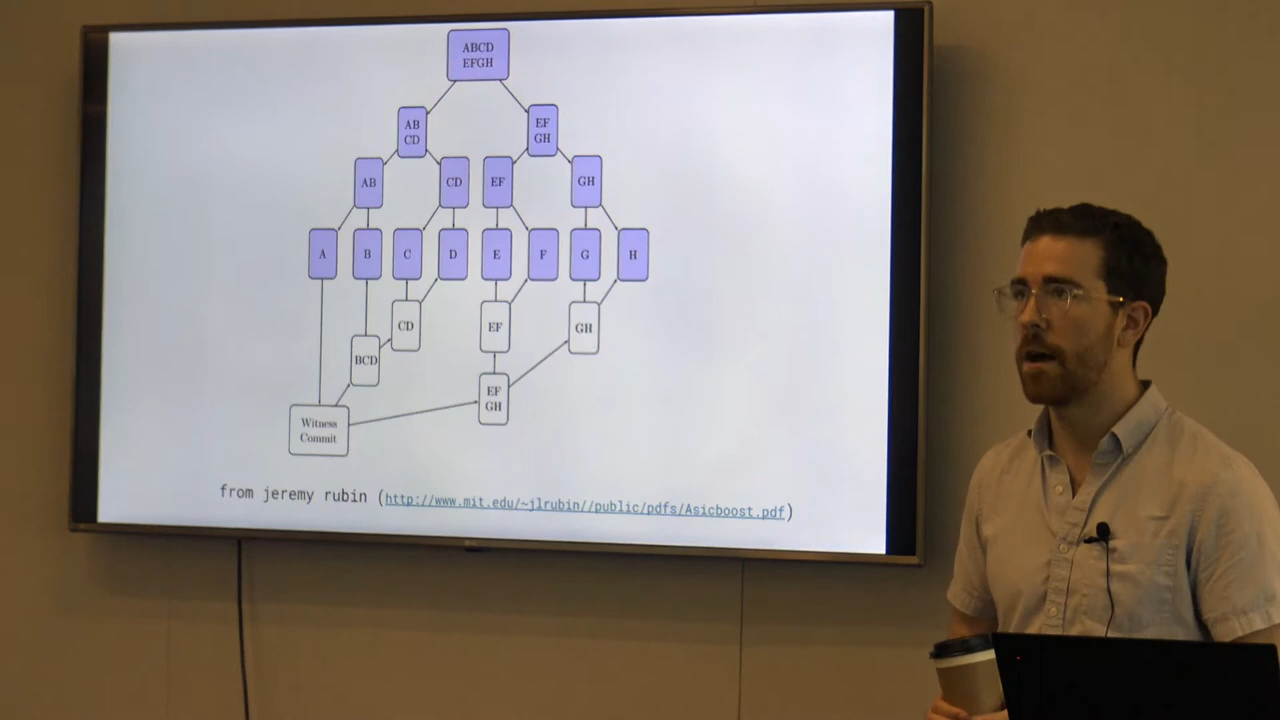 ABCD
EFGH
AB
CD
EF
GH
AB
CD
EF
GH
A
B
C
D
E
F
G
H
CD
EF
GH
BCD
EF
GH
Witness
Commit
from jeremy rubin (http://www.mit.edu/~jlrubin//public/pdfs/Asicboost.pdf)